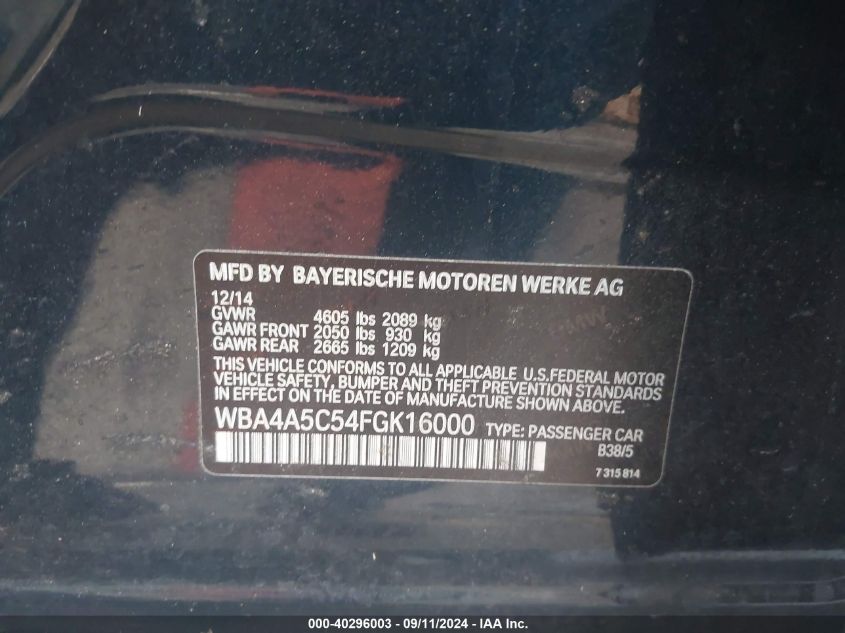 MFD BY BAYERISCHE MOTOREN WERKE AG
12/14
GVWR 4605 lbs 2089 kg
GAWR FRONT 2050 lbs 930 kg
GAWR REAR 2665 lbs 1209 kg
THIS VEHICLE CONFORMS TO ALL APPLICABLE U.S.FEDERAL MOTOR
VEHICLE SAFETY, BUMPER AND THEFT PREVENTION STANDARDS
IN EFFECT ON THE DATE OF MANUFACTURE SHOWN ABOVE.
WBA4A5C54FGK16000 TYPE: PASSENGER CAR
B38/5
7 315 814
000-40296003 - 09/11/2024 - IAA Inc.